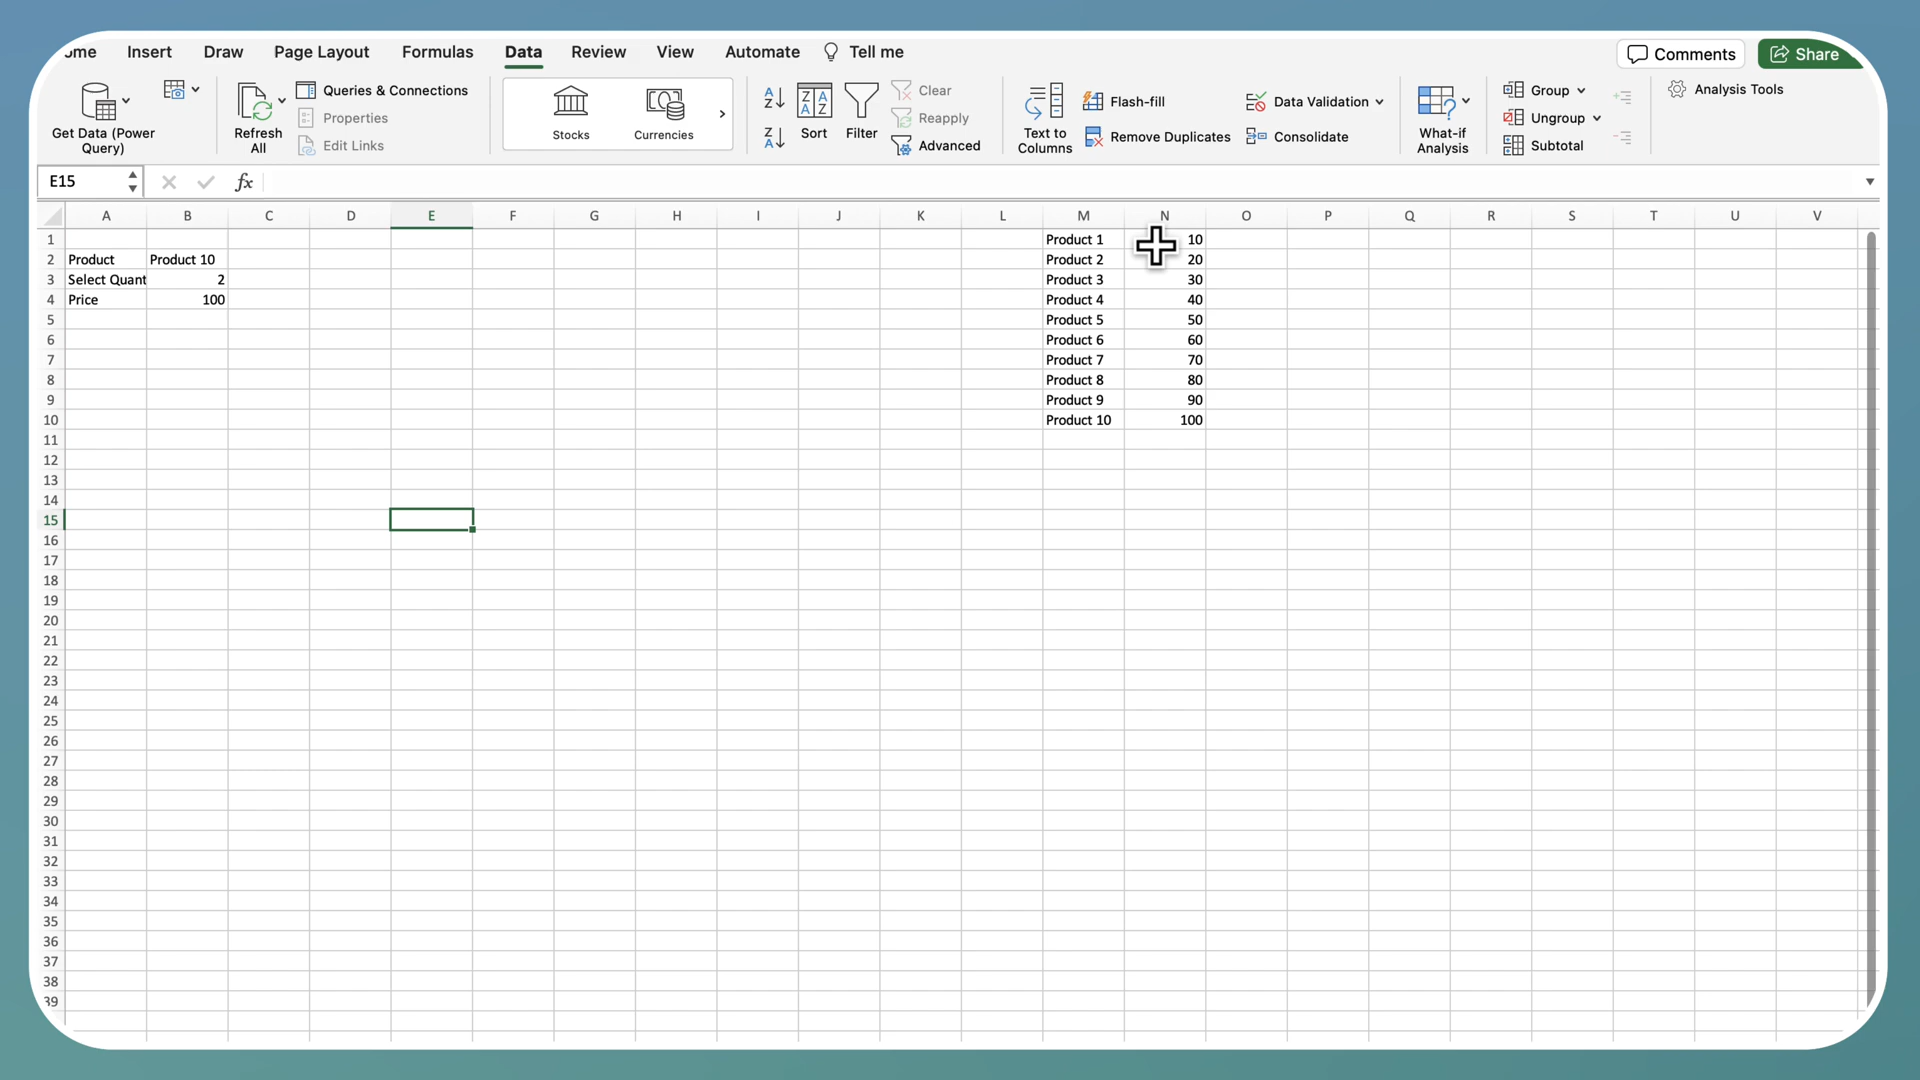 ome Insert Draw Page Layout Formulas Data Review View Automate Tell me Comments Share
Get Data (Power Query)
Refresh All
Queries & Connections
Properties
Edit Links
Stocks
Currencies
Sort
Filter
Clear
Reapply
Advanced
Text to Columns
Flash-fill
Remove Duplicates
Data Validation
Consolidate
What-if Analysis
Group
Ungroup
Subtotal
Analysis Tools
E15 fx
A B C D E F G H I J K L M N O P Q R S T U V
1 Product 1 10
2 Product Product 10 Product 2 20
3 Select Quant 2 Product 3 30
4 Price 100 Product 4 40
5 Product 5 50
6 Product 6 60
7 Product 7 70
8 Product 8 80
9 Product 9 90
10 Product 10 100
11
12
13
14
15
16
17
18
19
20
21
22
23
24
25
26
27
28
29
30
31
32
33
34
35
36
37
38
39